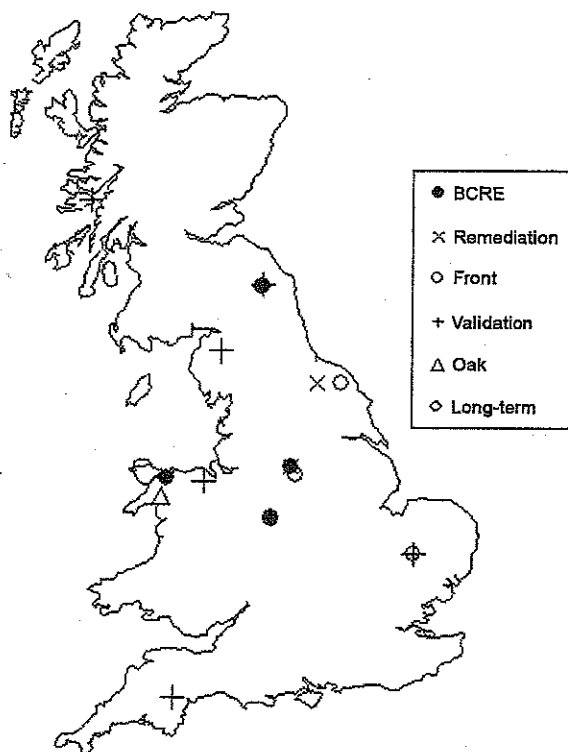 BCRE
Remediation
Front
Validation
Oak
Long-term